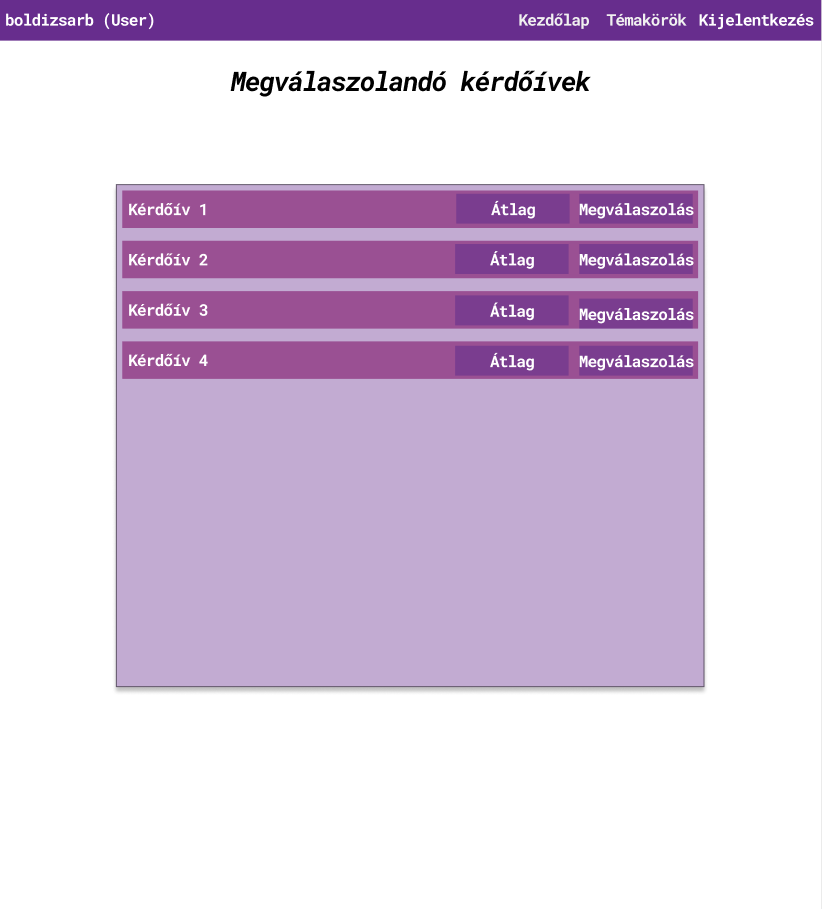 boldizsarb (User) Kezdőlap Témakörök Kijelentkezés
Megválaszolandó kérdőívek
Kérdőív 1 Átlag Megválaszolás
Kérdőív 2 Átlag Megválaszolás
Kérdőív 3 Átlag Megválaszolás
Kérdőív 4 Átlag Megválaszolás